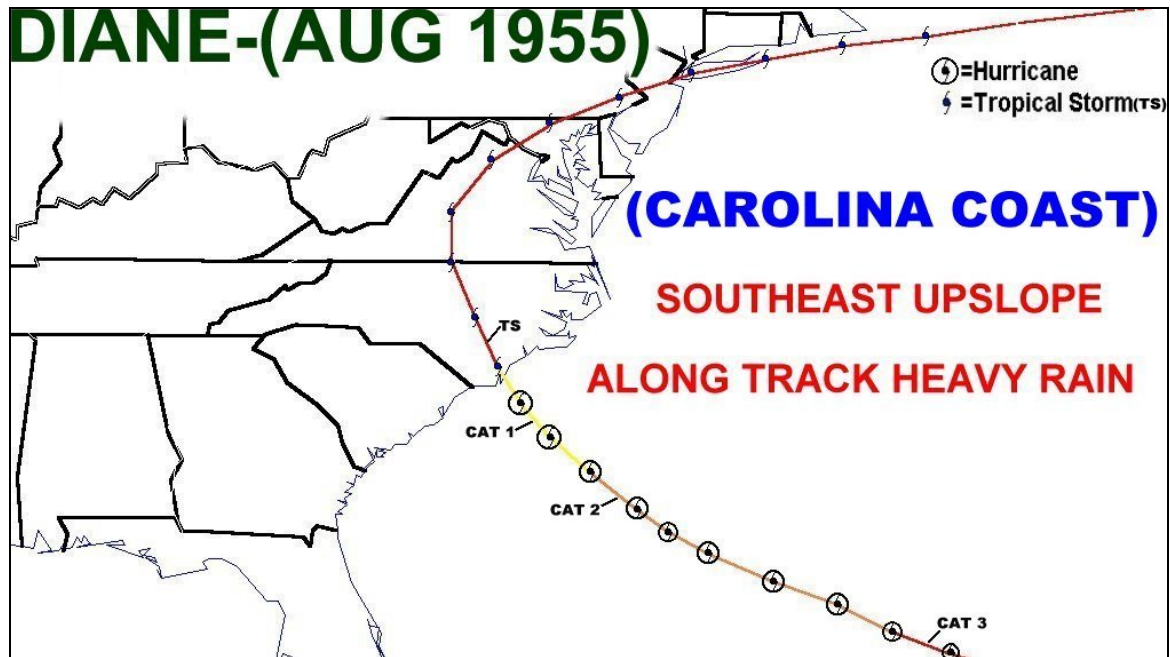 DIANE-(AUG 1955)
=Hurricane
=Tropical Storm(TS)
(CAROLINA COAST)
SOUTHEAST UPSLOPE
TS
ALONG TRACK HEAVY RAIN
CAT 1
CAT 2
CAT 3